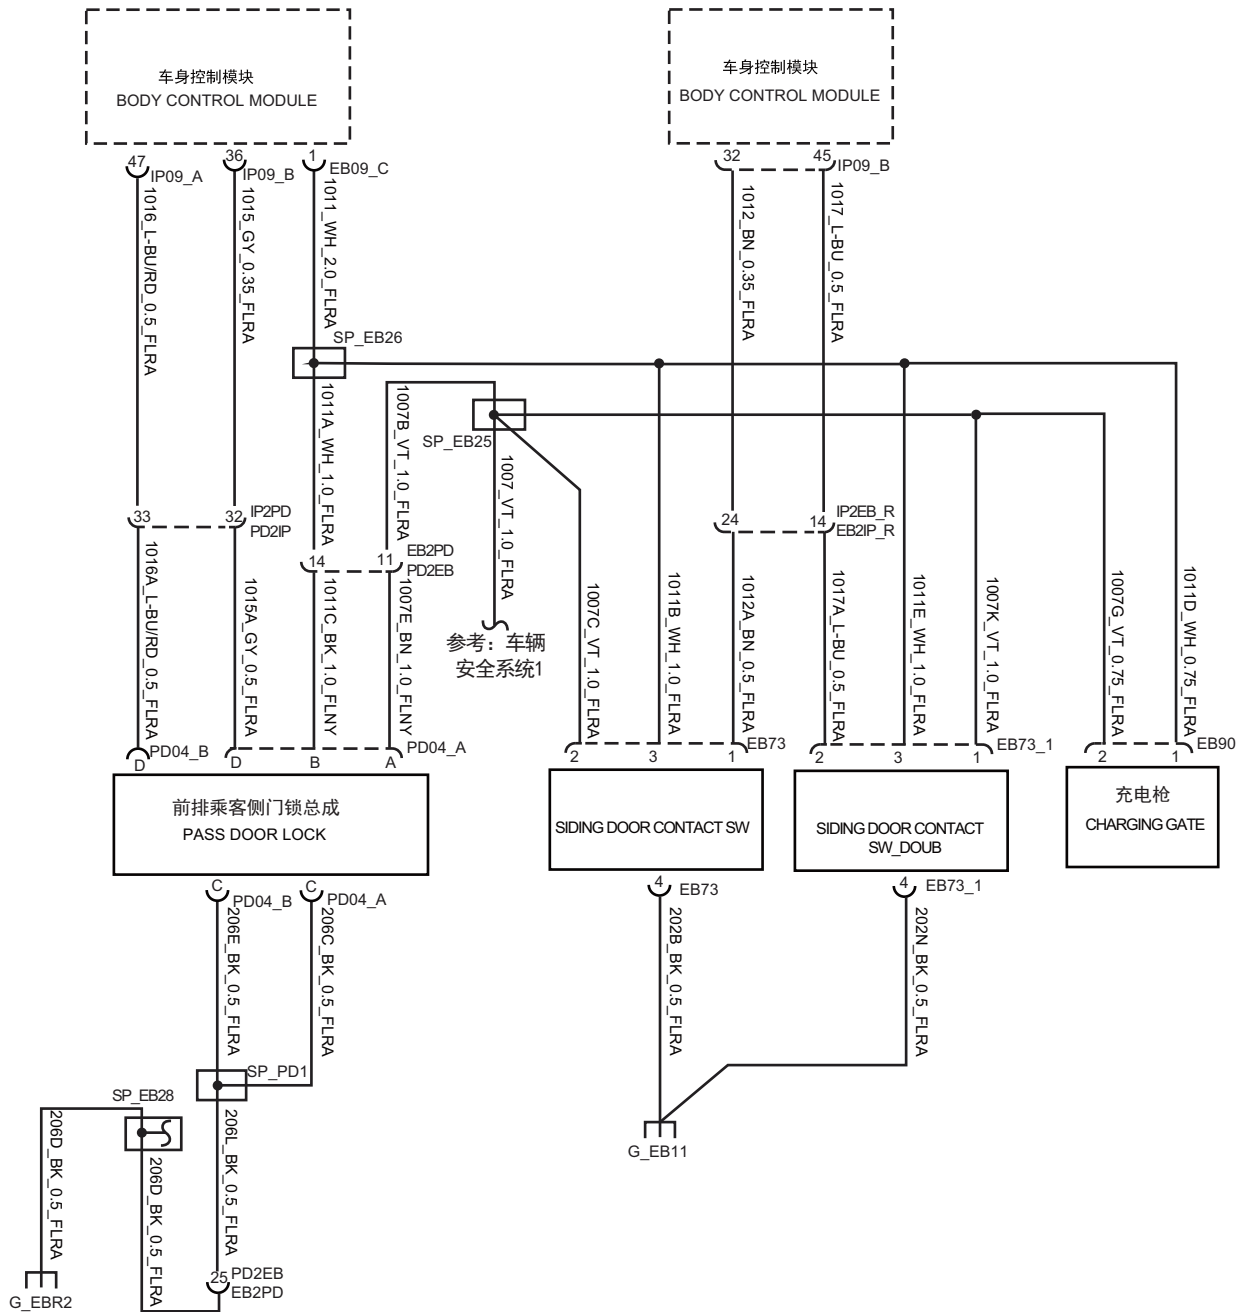 车身控制模块
BODY CONTROL MODULE
车身控制模块
BODY CONTROL MODULE
47
IP09_A
36
IP09_B
1
EB09_C
32
45
IP09_B
1016_L-BU/RD_0.5_FLRA
1015_GY_0.35_FLRA
1011_WH_2.0_FLRA
1012_BN_0.35_FLRA
1017_L-BU_0.5_FLRA
SP_EB26
1011A_WH_1.0_FLRA
1007B_VT_1.0_FLRA
SP_EB25
1007_VT_1.0_FLRA
33
32
IP2PD
PD2IP
14
11
EB2PD
PD2EB
24
14
IP2EB_R
EB2IP_R
1016A_L-BU/RD_0.5_FLRA
1015A_GY_0.5_FLRA
1011C_BK_1.0_FLNY
1007E_BN_1.0_FLNY
参考：车辆
安全系统1
1007C_VT_1.0_FLRA
1011B_WH_1.0_FLRA
1012A_BN_0.5_FLRA
1017A_L-BU_0.5_FLRA
1011E_WH_1.0_FLRA
1007K_VT_1.0_FLRA
1007G_VT_0.75_FLRA
1011D_WH_0.75_FLRA
D
PD04_B
D
B
A
PD04_A
2
3
1
EB73
2
3
1
EB73_1
2
1
EB90
前排乘客侧门锁总成
PASS DOOR LOCK
SIDING DOOR CONTACT SW
SIDING DOOR CONTACT
SW_DOUB
充电枪
CHARGING GATE
C
PD04_B
C
PD04_A
4
EB73
4
EB73_1
206E_BK_0.5_FLRA
206C_BK_0.5_FLRA
202B_BK_0.5_FLRA
202N_BK_0.5_FLRA
SP_PD1
SP_EB28
206D_BK_0.5_FLRA
206D_BK_0.5_FLRA
206L_BK_0.5_FLRA
G_EB11
25
PD2EB
EB2PD
G_EBR2